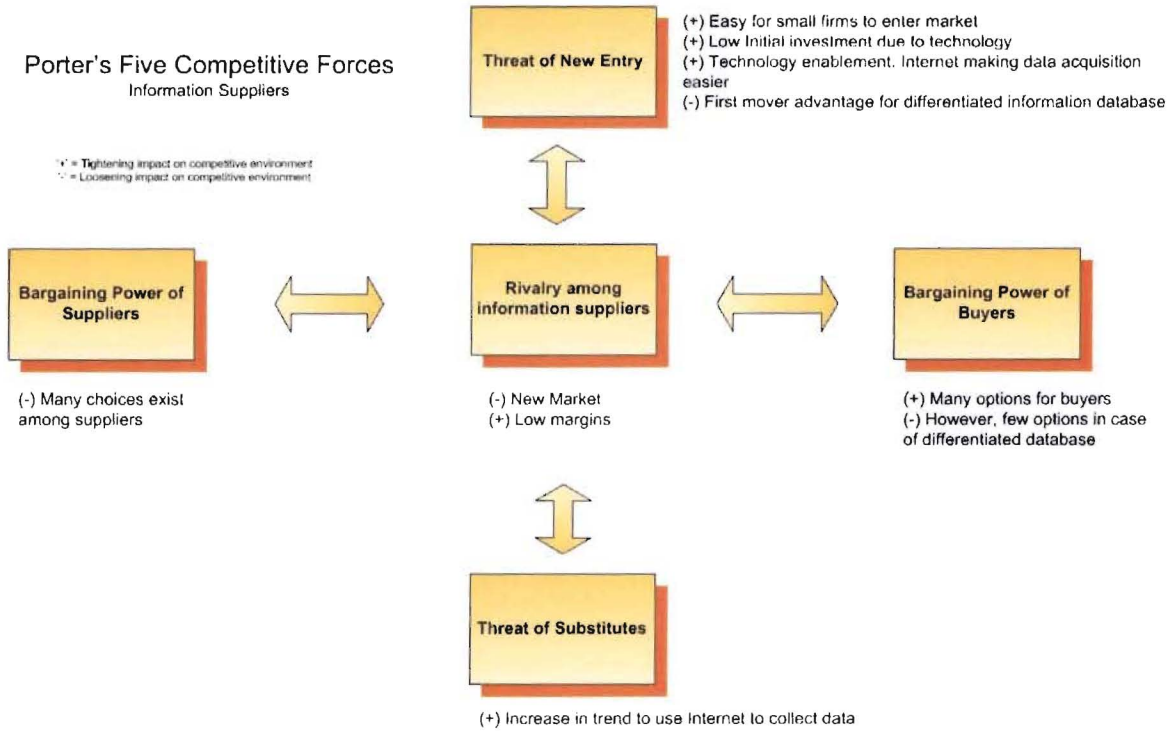 Porter's Five Competitive Forces
Information Suppliers
'+' = Tightening impact on competitive environment
'-' = Loosening impact on competitive environment
Threat of New Entry
(+) Easy for small firms to enter market
(+) Low Initial investment due to technology
(+) Technology enablement. Internet making data acquisition
easier
(-) First mover advantage for differentiated information database
Bargaining Power of
Suppliers
(-) Many choices exist
among suppliers
Rivalry among
information suppliers
(-) New Market
(+) Low margins
Bargaining Power of
Buyers
(+) Many options for buyers
(-) However, few options in case
of differentiated database
Threat of Substitutes
(+) Increase in trend to use Internet to collect data